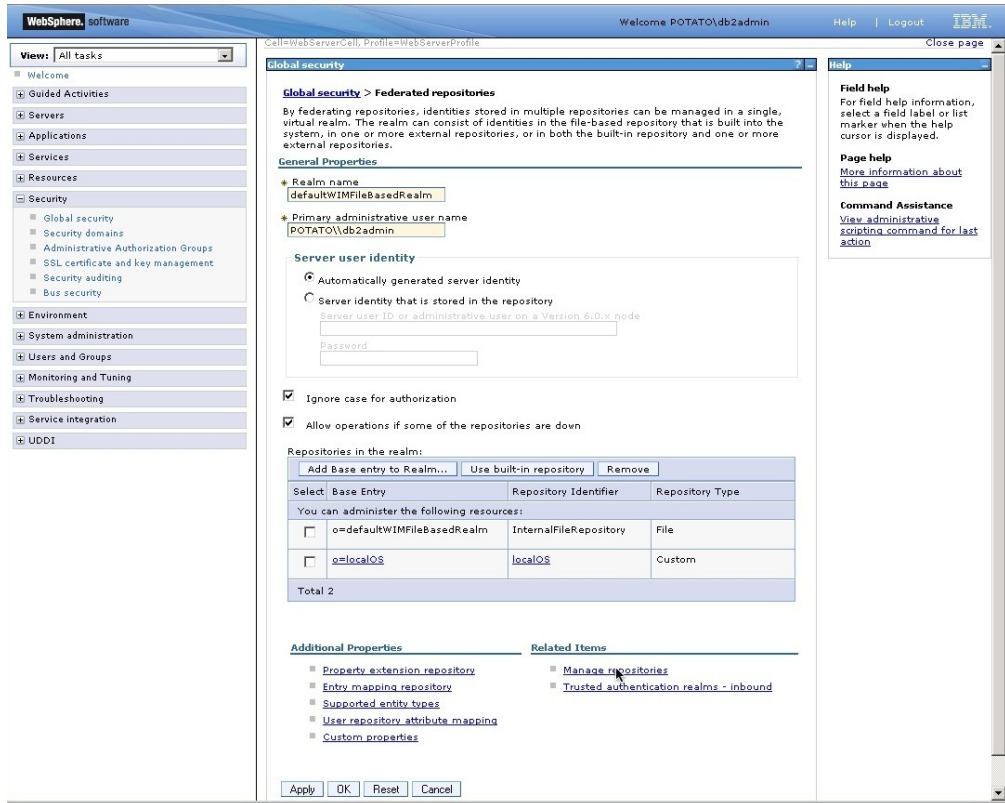 WebSphere. software
Welcome POTATO\db2admin
Help | Logout
IBM.
View: All tasks
Welcome
Guided Activities
Servers
Applications
Services
Resources
Security
Global security
Security domains
Administrative Authorization Groups
SSL certificate and key management
Security auditing
Bus security
Environment
System administration
Users and Groups
Monitoring and Tuning
Troubleshooting
Service integration
UDDI
Cell=WebServerCell, Profile=WebServerProfile
Close page
Global security
? -
Global security > Federated repositories
By federating repositories, identities stored in multiple repositories can be managed in a single,
virtual realm. The realm can consist of identities in the file-based repository that is built into the
system, in one or more external repositories, or in both the built-in repository and one or more
external repositories.
General Properties
* Realm name
defaultWIMFileBasedRealm
* Primary administrative user name
POTATO\\db2admin
Server user identity
Automatically generated server identity
Server identity that is stored in the repository
Server user ID or administrative user on a Version 6.0.x node
Password
Ignore case for authorization
Allow operations if some of the repositories are down
Repositories in the realm:
Add Base entry to Realm... Use built-in repository Remove
Select Base Entry Repository Identifier Repository Type
You can administer the following resources:
o=defaultWIMFileBasedRealm InternalFileRepository File
o=localOS localOS Custom
Total 2
Additional Properties
Property extension repository
Entry mapping repository
Supported entity types
User repository attribute mapping
Custom properties
Related Items
Manage repositories
Trusted authentication realms - inbound
Apply OK Reset Cancel
Help
Field help
For field help information,
select a field label or list
marker when the help
cursor is displayed.
Page help
More information about
this page
Command Assistance
View administrative
scripting command for last
action